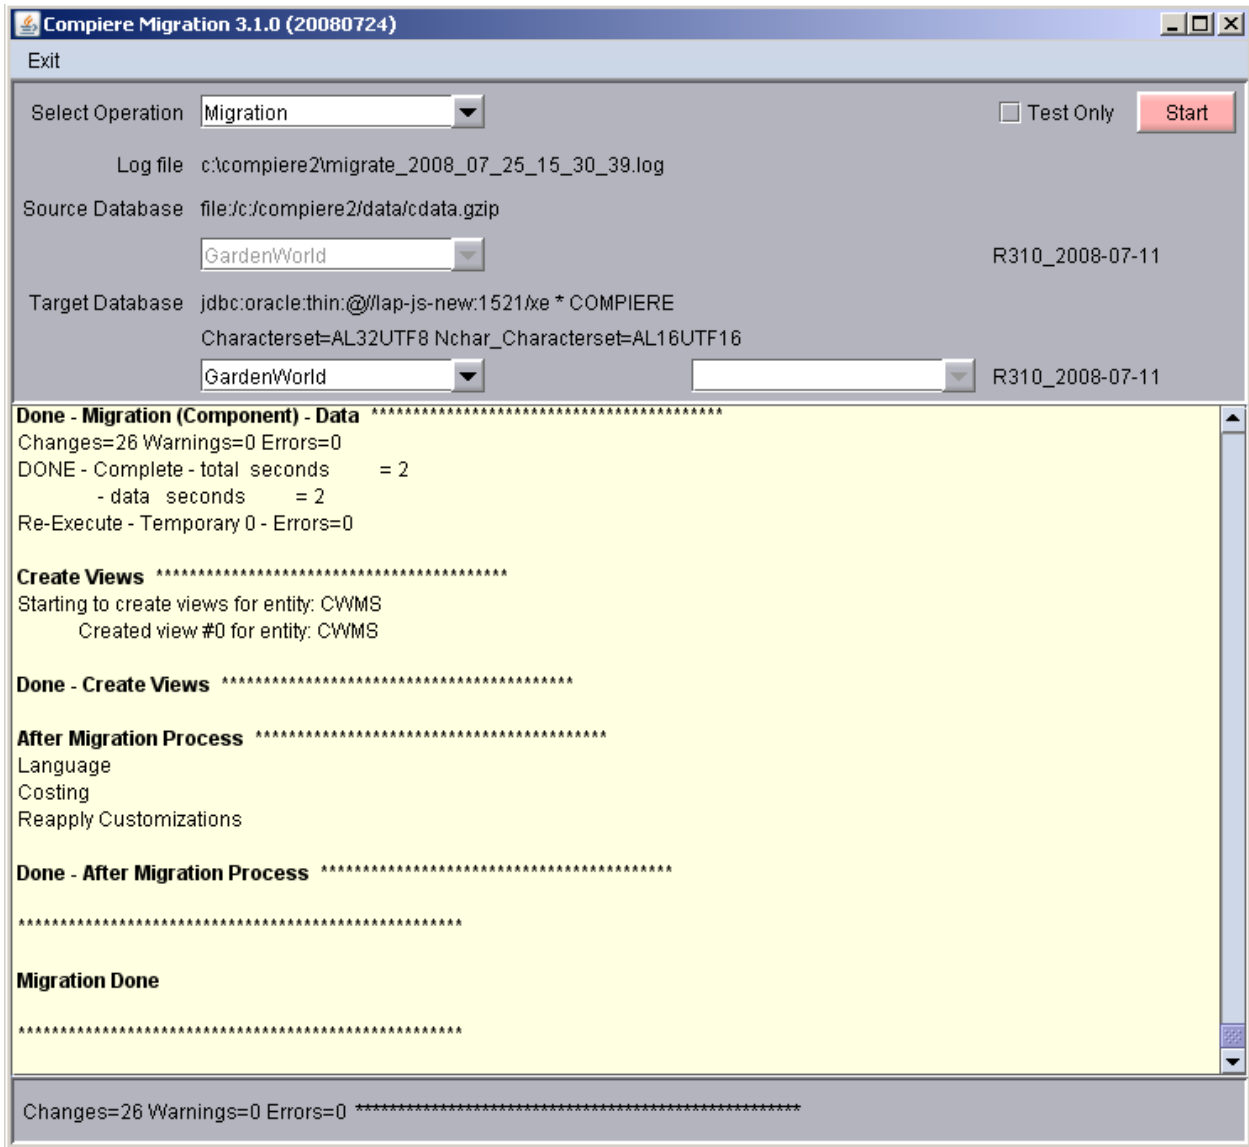 Compiere Migration 3.1.0 (20080724)
Exit
Select Operation Migration Test Only Start
Log file c:\compiere2\migrate_2008_07_25_15_30_39.log
Source Database file:/c:/compiere2/data/cdata.gzip
GardenWorld R310_2008-07-11
Target Database jdbc:oracle:thin:@//lap-js-new:1521/xe * COMPIERE
Characterset=AL32UTF8 Nchar_Characterset=AL16UTF16
GardenWorld R310_2008-07-11
Done - Migration (Component) - Data ******************************************
Changes=26 Warnings=0 Errors=0
DONE - Complete - total seconds = 2
- data seconds = 2
Re-Execute - Temporary 0 - Errors=0
Create Views ******************************************
Starting to create views for entity: CWMS
Created view #0 for entity: CWMS
Done - Create Views ******************************************
After Migration Process ******************************************
Language
Costing
Reapply Customizations
Done - After Migration Process ******************************************
*****************************************************
Migration Done
*****************************************************
Changes=26 Warnings=0 Errors=0 *****************************************************